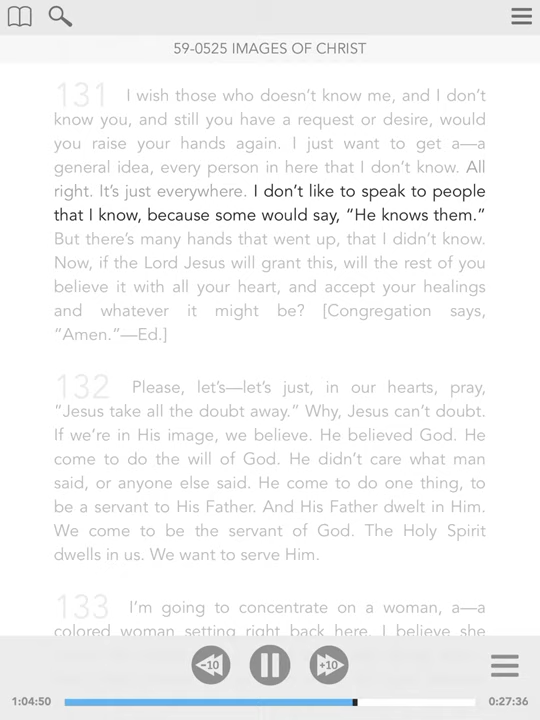 59-0525 IMAGES OF CHRIST
131 I wish those who doesn't know me, and I don't
know you, and still you have a request or desire, would
you raise your hands again. I just want to get a—a
general idea, every person in here that I don't know. All
right. It's just everywhere. I don't like to speak to people
that I know, because some would say, "He knows them."
But there's many hands that went up, that I didn't know.
Now, if the Lord Jesus will grant this, will the rest of you
believe it with all your heart, and accept your healings
and whatever it might be? [Congregation says,
"Amen."—Ed.]
132 Please, let's—let's just, in our hearts, pray,
"Jesus take all the doubt away." Why, Jesus can't doubt.
If we're in His image, we believe. He believed God. He
come to do the will of God. He didn't care what man
said, or anyone else said. He come to do one thing, to
be a servant to His Father. And His Father dwelt in Him.
We come to be the servant of God. The Holy Spirit
dwells in us. We want to serve Him.
133 I'm going to concentrate on a woman, a—a
colored woman setting right back here. I believe she
-10 +10
1:04:50 0:27:36